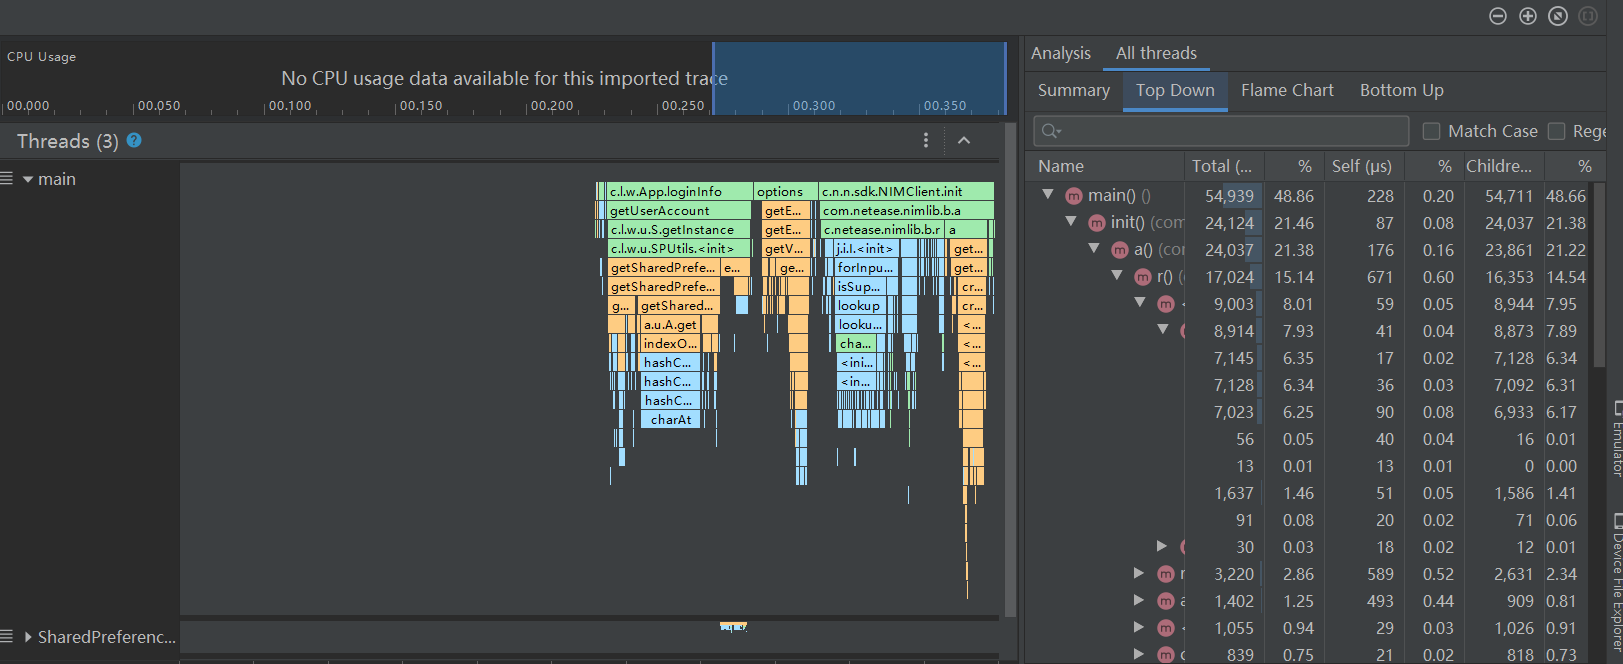 CPU Usage
No CPU usage data available for this imported trace
00.000 00.050 00.100 00.150 00.200 00.250 00.300 00.350
Threads (3) ?
main
c.l.w.App.loginInfo options c.n.n.sdk.NIMClient.init
getUserAccount getE... com.netease.nimlib.b.a
c.l.w.u.S.getInstance getE... c.netease.nimlib.b.r a
c.l.w.u.SPUtils.<init> getV... j.i.I.<init> get...
getSharedPrefe... e... ge... forInpu... get...
getSharedPrefe... isSup... cr...
g... getShared... lookup cr...
a.u.A.get looku... <...
indexO... cha... <...
hashC... <ini... <...
hashC... <in...
hashC...
charAt
SharedPreferenc...
Analysis All threads
Summary Top Down Flame Chart Bottom Up
Match Case Rege
Name Total (... % Self (μs) % Childre... %
m main() () 54,939 48.86 228 0.20 54,711 48.66
m init() (com 24,124 21.46 87 0.08 24,037 21.38
m a() (co 24,037 21.38 176 0.16 23,861 21.22
m r() ( 17,024 15.14 671 0.60 16,353 14.54
m < 9,003 8.01 59 0.05 8,944 7.95
8,914 7.93 41 0.04 8,873 7.89
7,145 6.35 17 0.02 7,128 6.34
7,128 6.34 36 0.03 7,092 6.31
7,023 6.25 90 0.08 6,933 6.17
56 0.05 40 0.04 16 0.01
13 0.01 13 0.01 0 0.00
1,637 1.46 51 0.05 1,586 1.41
91 0.08 20 0.02 71 0.06
30 0.03 18 0.02 12 0.01
m 3,220 2.86 589 0.52 2,631 2.34
m a 1,402 1.25 493 0.44 909 0.81
m < 1,055 0.94 29 0.03 1,026 0.91
m 839 0.75 21 0.02 818 0.73
Emulator
Device File Explorer